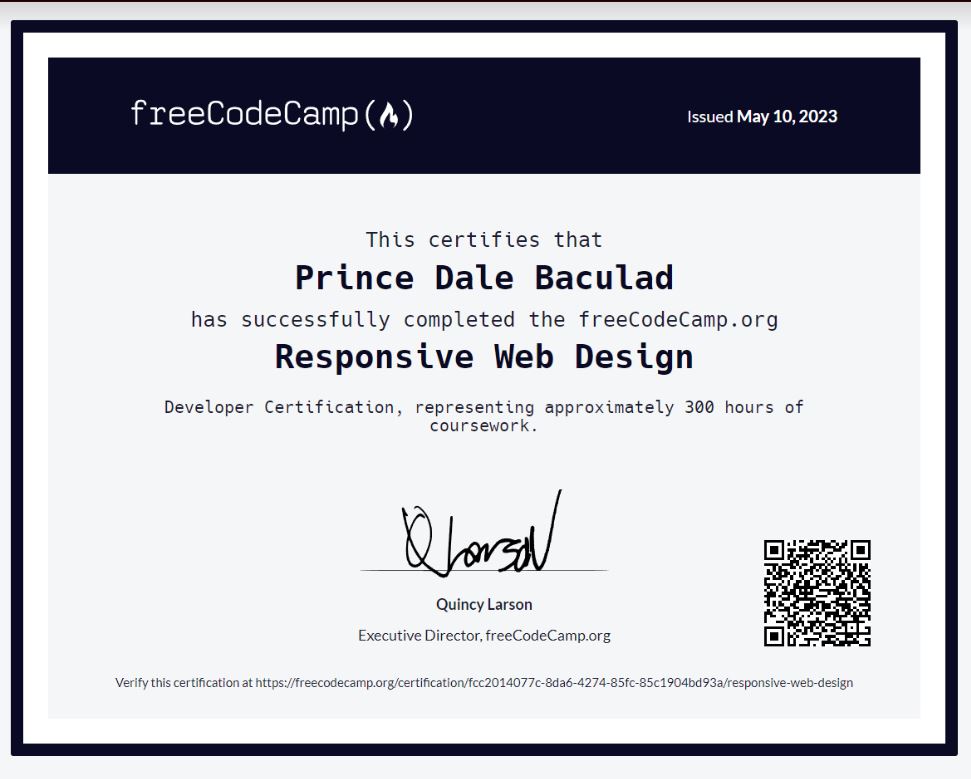 freeCodeCamp(🔥)
Issued May 10, 2023
This certifies that
Prince Dale Baculad
has successfully completed the freeCodeCamp.org
Responsive Web Design
Developer Certification, representing approximately 300 hours of
coursework.
Q Larson
Quincy Larson
Executive Director, freeCodeCamp.org
Verify this certification at https://freecodecamp.org/certification/fcc2014077c-8da6-4274-85fc-85c1904bd93a/responsive-web-design